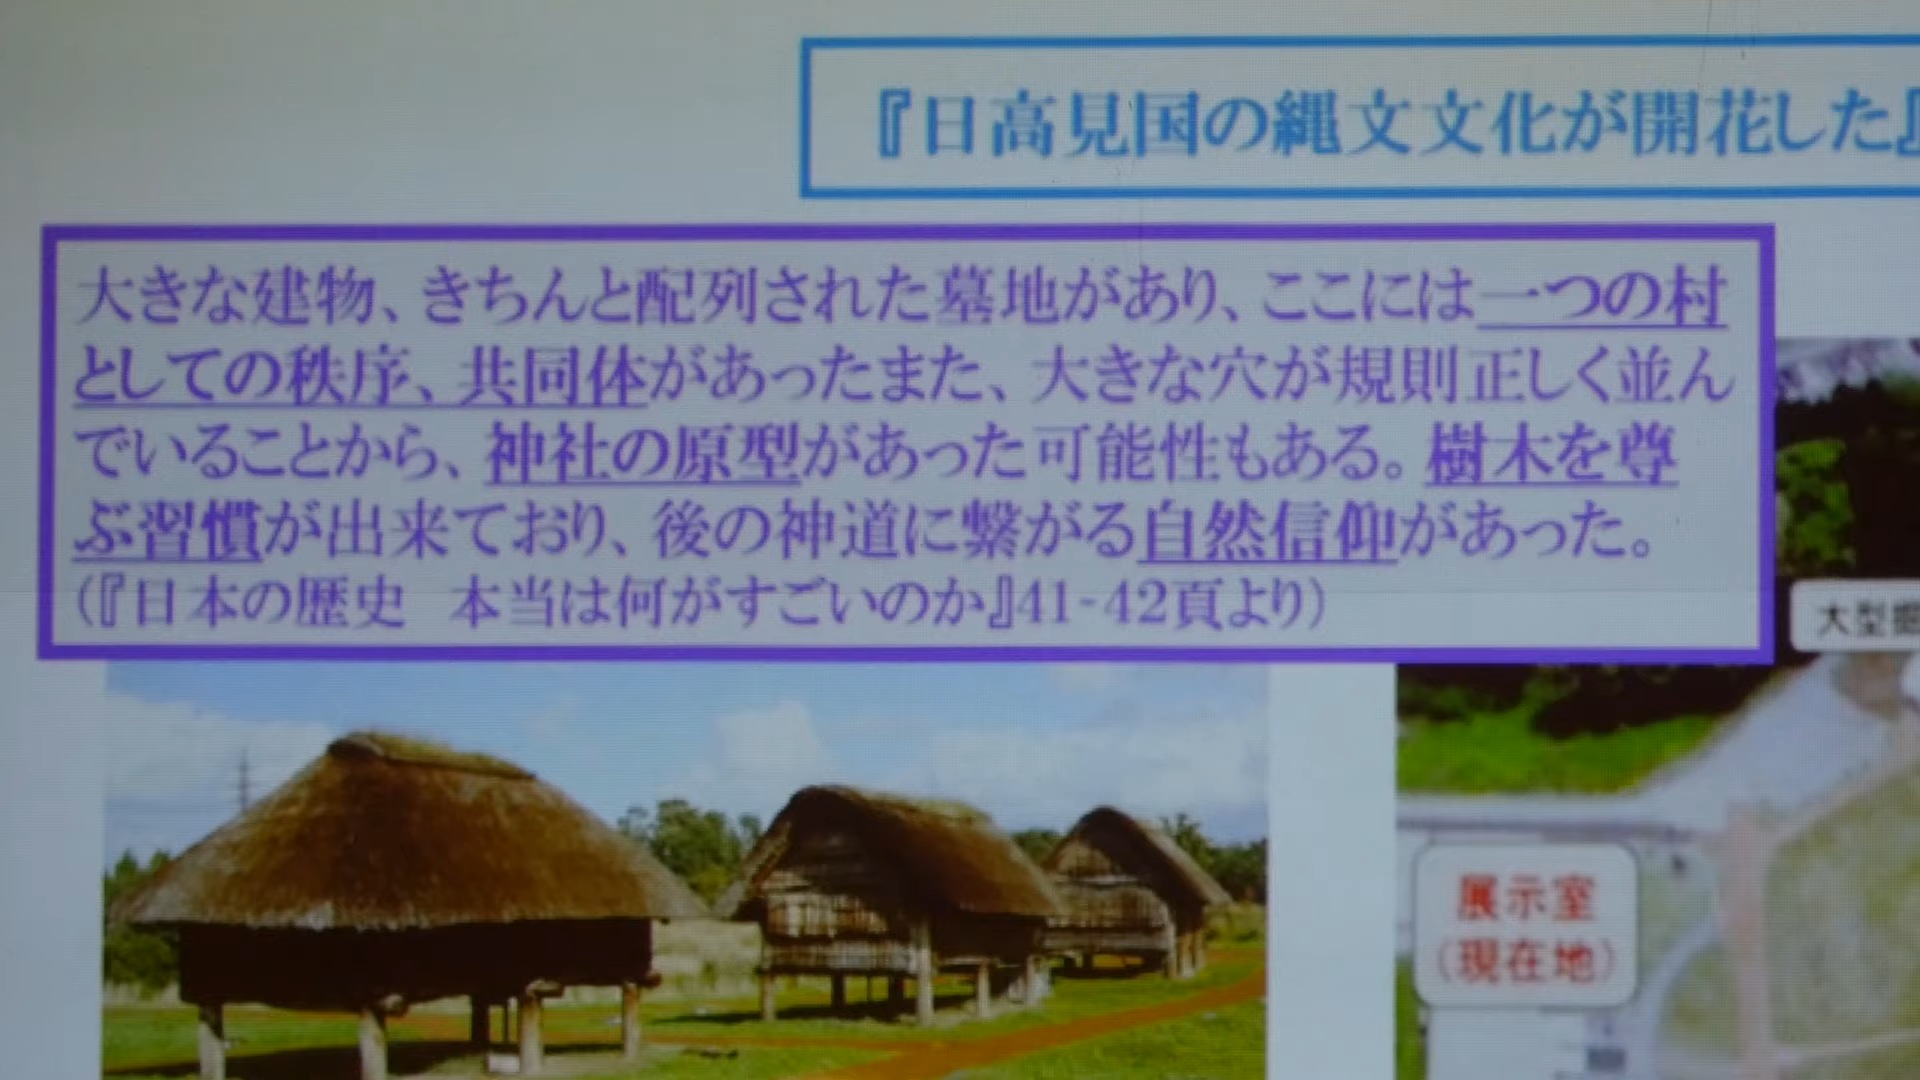 『日高見国の縄文文化が開花した』
大きな建物、きちんと配列された墓地があり、ここには一つの村
としての秩序、共同体があったまた、大きな穴が規則正しく並ん
でいることから、神社の原型があった可能性もある。樹木を尊
ぶ習慣が出来ており、後の神道に繋がる自然信仰があった。
（『日本の歴史　本当は何がすごいのか』41-42頁より）
大型掘
展示室
（現在地）